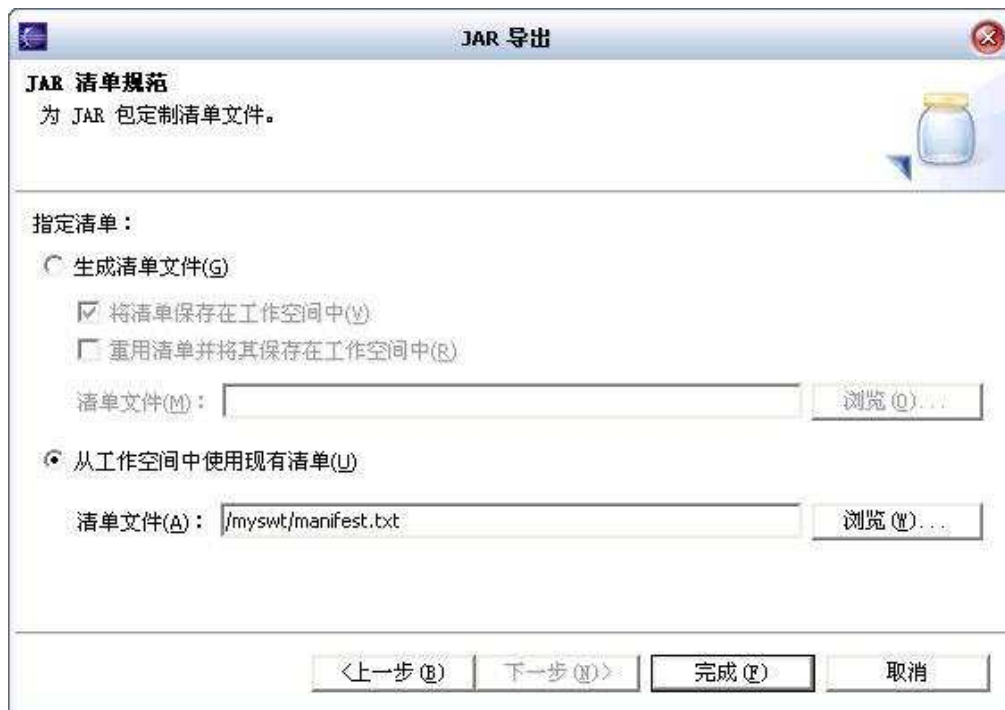 JAR 导出
JAR 清单规范
为 JAR 包定制清单文件。
指定清单：
生成清单文件(G)
将清单保存在工作空间中(V)
重用清单并将其保存在工作空间中(R)
清单文件(M)：
浏览(O)...
从工作空间中使用现有清单(U)
清单文件(A)： /myswt/manifest.txt
浏览(W)...
<上一步(B) 下一步(N)> 完成(F) 取消